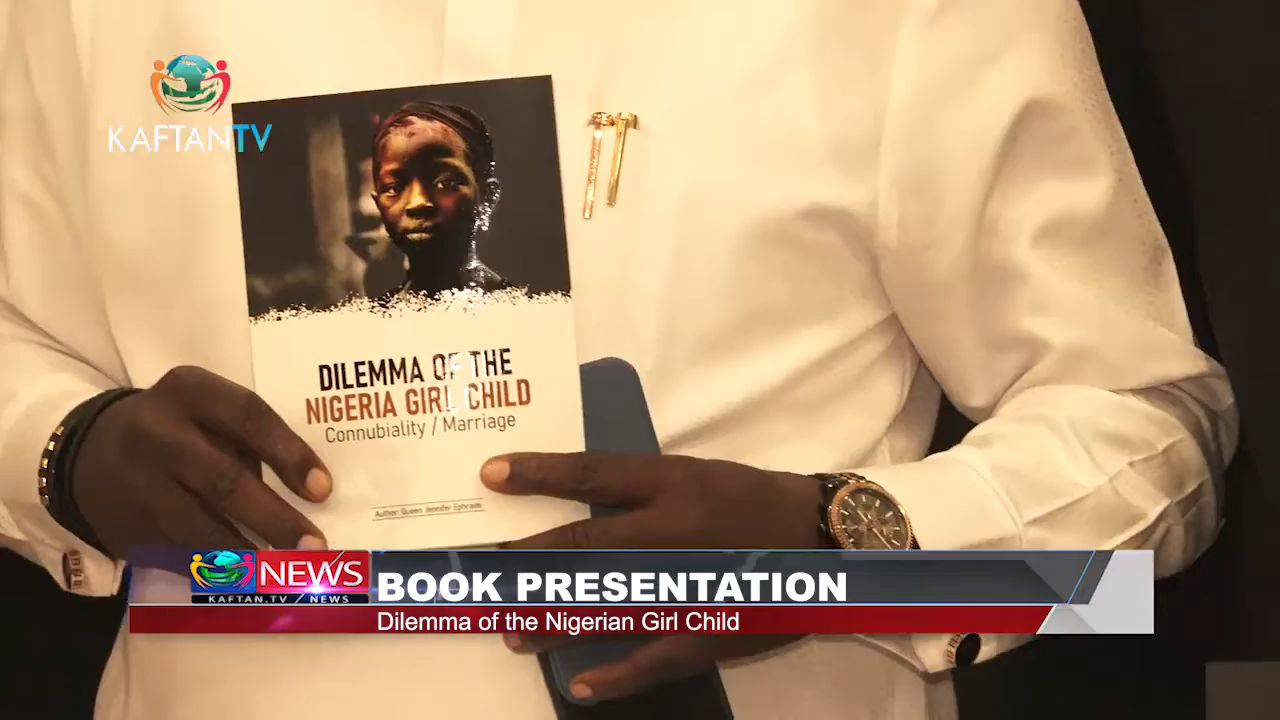 KAFTANTV
DILEMMA OF THE
NIGERIA GIRL CHILD
Connubiality / Marriage
Author: Queen Jennifer Ephraim
NEWS
KAFTAN.TV / NEWS
BOOK PRESENTATION
Dilemma of the Nigerian Girl Child